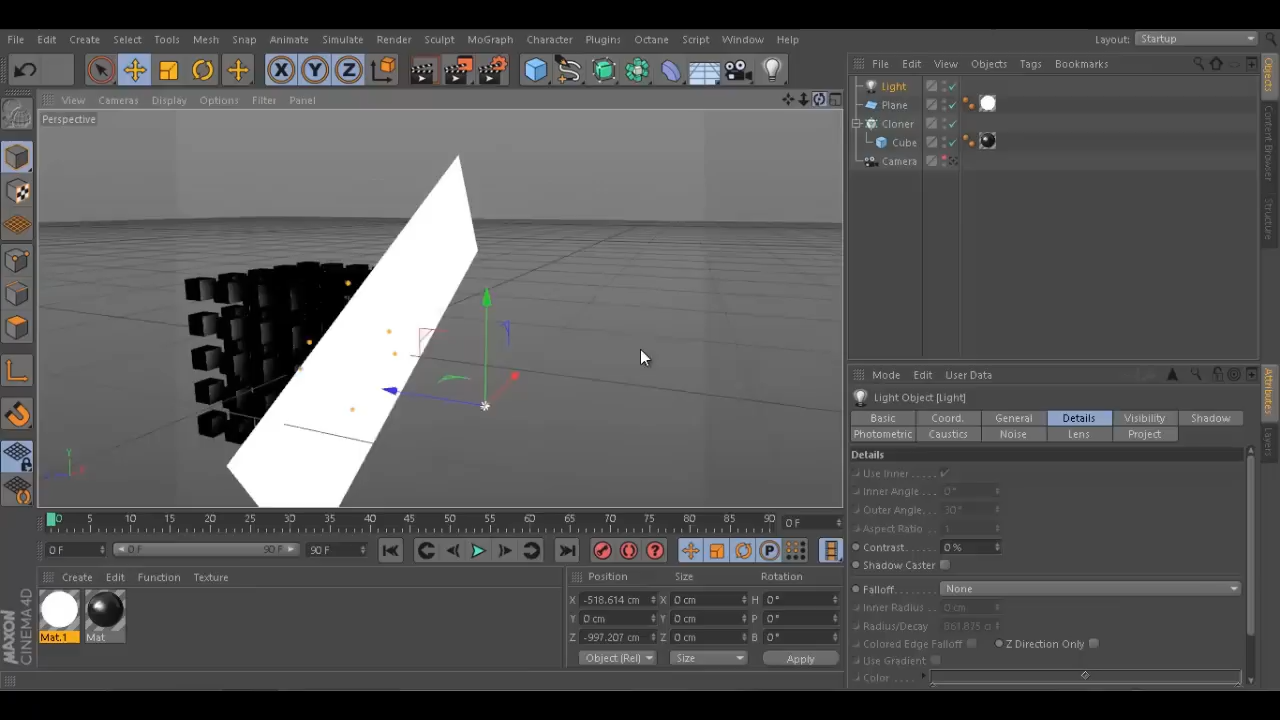 File Edit Create Select Tools Mesh Snap Animate Simulate Render Sculpt MoGraph Character Plugins Octane Script Window Help
Layout: Startup
View Cameras Display Options Filter Panel
Perspective
X Y Z
File Edit View Objects Tags Bookmarks
Light
Plane
Cloner
Cube
Camera
Objects
Content Browser
Structure
Mode Edit User Data
Light Object [Light]
Basic Coord. General Details Visibility Shadow
Photometric Caustics Noise Lens Project
Details
Use Inner
Inner Angle 0 °
Outer Angle 30 °
Aspect Ratio 1
Contrast 0 %
Shadow Caster
Falloff None
Inner Radius 0 cm
Radius/Decay 861.875 c
Colored Edge Falloff Z Direction Only
Use Gradient
Color
Attributes
Layers
Y
0 5 10 15 20 25 30 35 40 45 50 55 60 65 70 75 80 85 90 0 F
0 F 0 F 90 F 90 F
P
Create Edit Function Texture
Mat.1 Mat
Position Size Rotation
X -518.614 cm X 0 cm H 0 °
Y 0 cm Y 0 cm P 0 °
Z -997.207 cm Z 0 cm B 0 °
Object (Rel) Size Apply
MAXON
CINEMA 4D